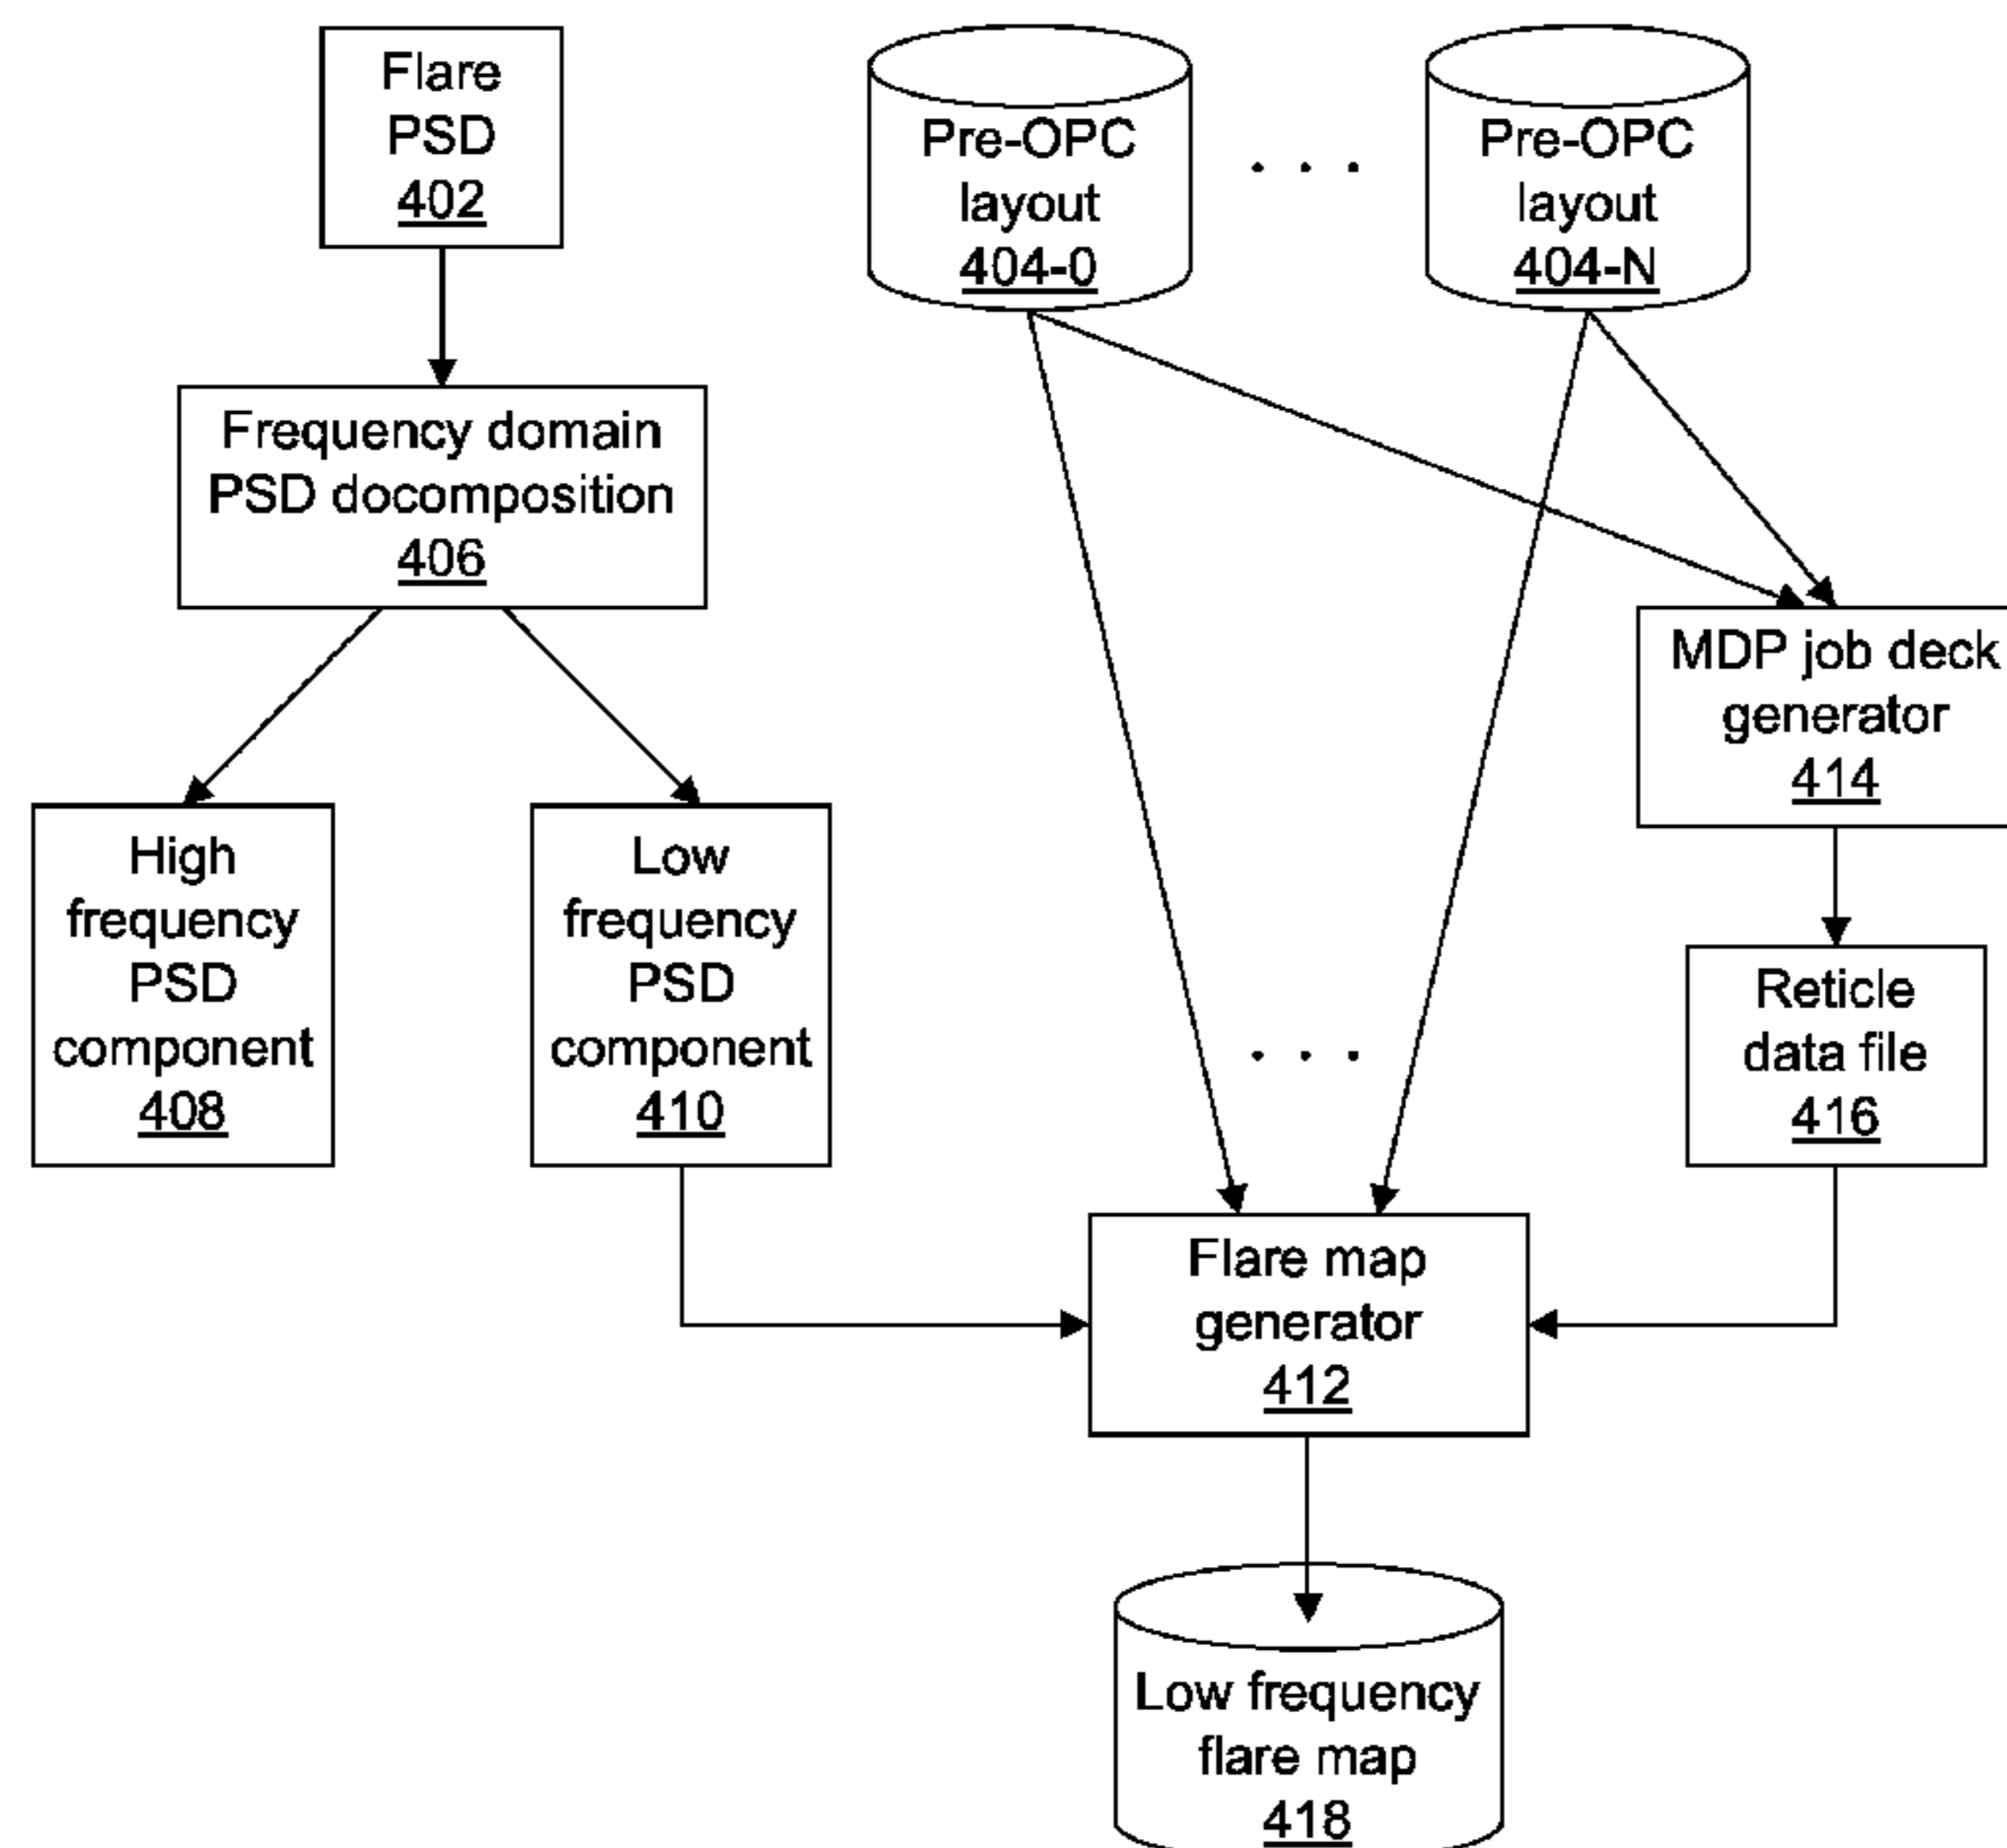 Flare
PSD
402
Pre-OPC
layout
404-0
. . .
Pre-OPC
layout
404-N
Frequency domain
PSD docomposition
406
MDP job deck
generator
414
High
frequency
PSD
component
408
Low
frequency
PSD
component
410
. . .
Reticle
data file
416
Flare map
generator
412
Low frequency
flare map
418